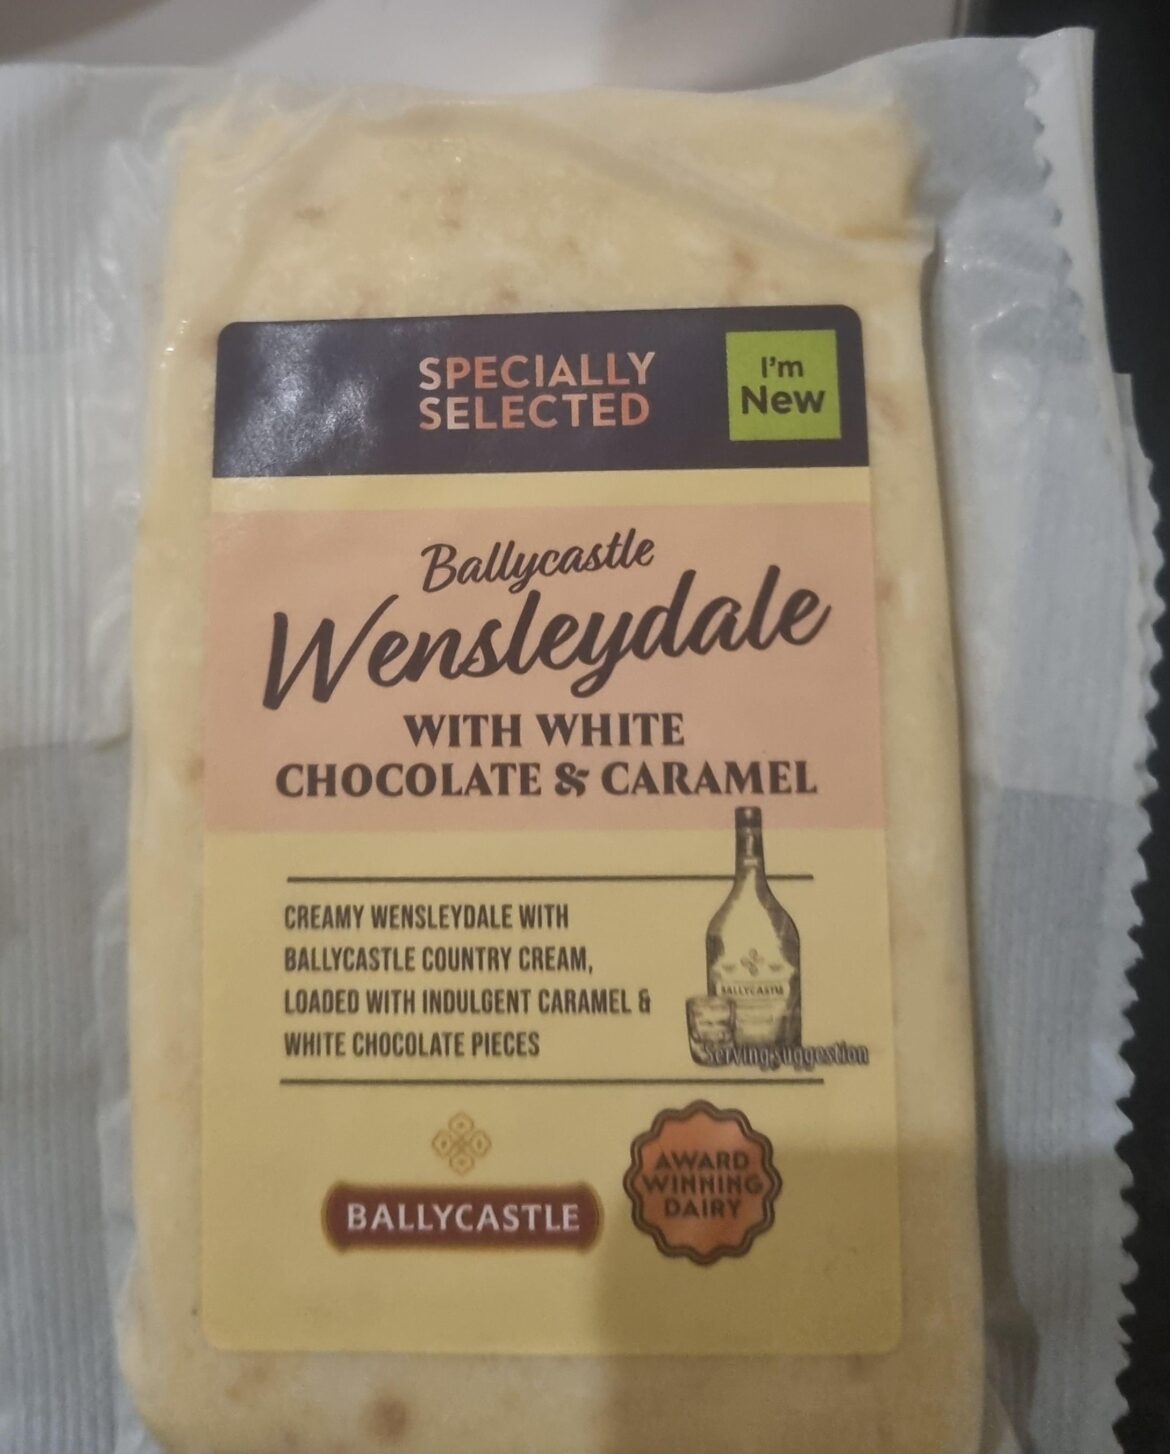 SPECIALLY
SELECTED
I'm
New
Ballycastle
Wensleydale
WITH WHITE
CHOCOLATE & CARAMEL
CREAMY WENSLEYDALE WITH
BALLYCASTLE COUNTRY CREAM,
LOADED WITH INDULGENT CARAMEL &
WHITE CHOCOLATE PIECES
BALLYCASTLE
Serving suggestion
BALLYCASTLE
AWARD
WINNING
DAIRY